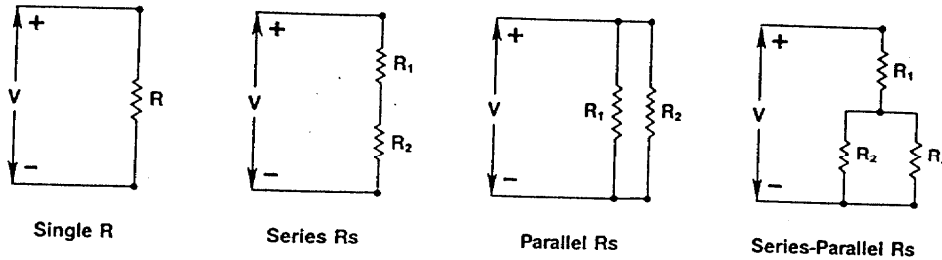 +
V
R
−
Single R
+
V
R1
R2
−
Series Rs
+
V
R1
R2
−
Parallel Rs
+
V
R1
R2
R
−
Series-Parallel Rs